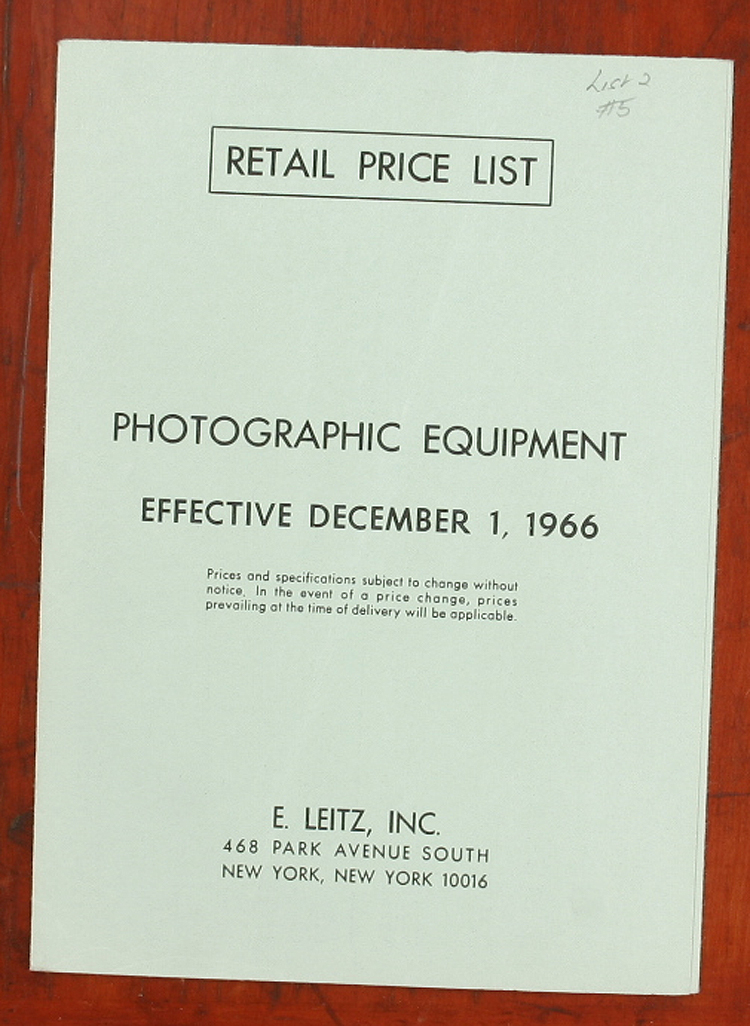 List 2
#5
RETAIL PRICE LIST
PHOTOGRAPHIC EQUIPMENT
EFFECTIVE DECEMBER 1, 1966
Prices and specifications subject to change without
notice. In the event of a price change, prices
prevailing at the time of delivery will be applicable.
E. LEITZ, INC.
468 PARK AVENUE SOUTH
NEW YORK, NEW YORK 10016